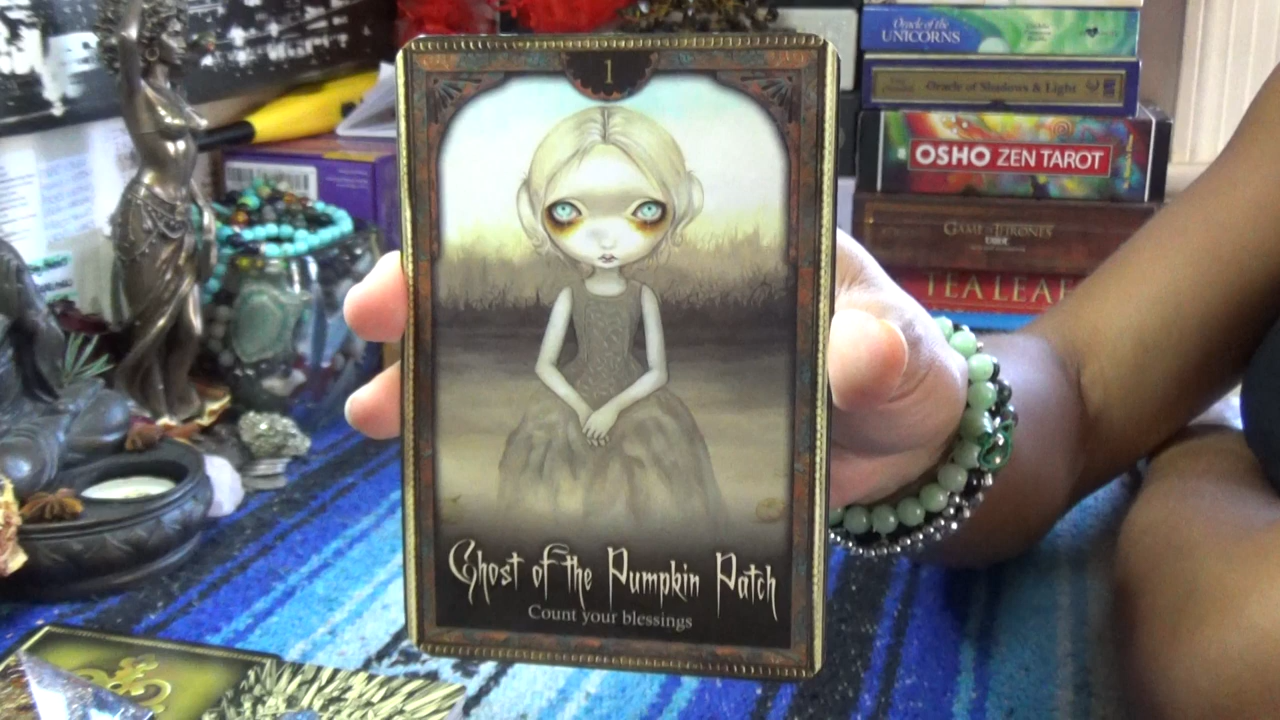 1
Ghost of the Pumpkin Patch
Count your blessings
Oracle of the
UNICORNS
Oracle of Shadows & Light
OSHO ZEN TAROT
GAME OF THRONES
TEA LEAF